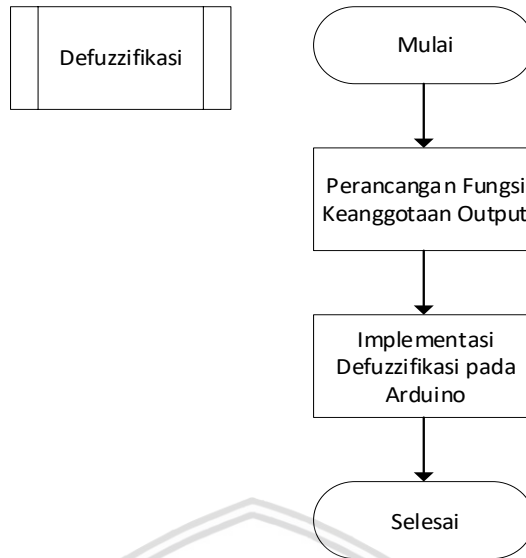 Defuzzifikasi
Mulai
Perancangan Fungsi
Keanggotaan Output
Implementasi
Defuzzifikasi pada
Arduino
Selesai